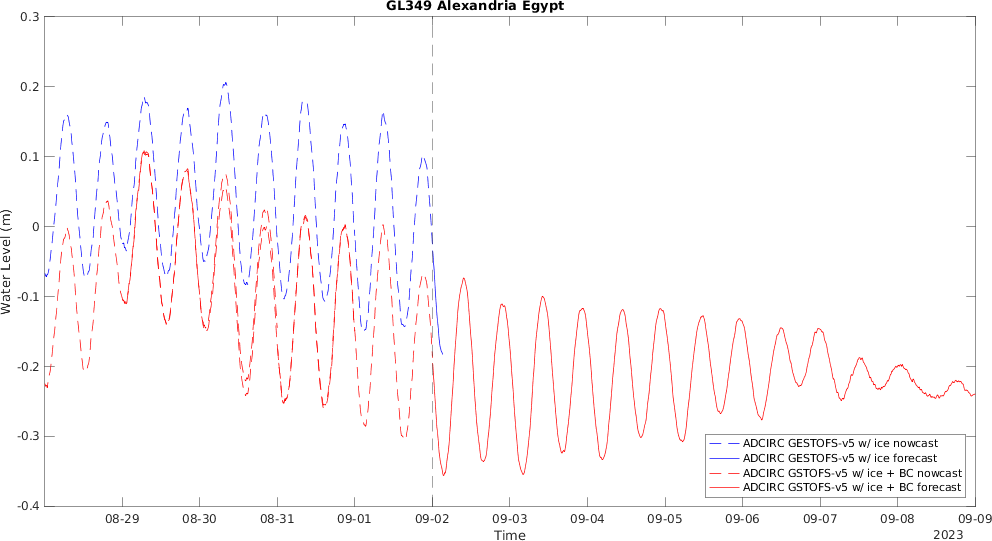 GL349 Alexandria Egypt
0.3
0.2
0.1
0
-0.1
-0.2
-0.3
-0.4
Water Level (m)
ADCIRC GESTOFS-v5 w/ ice nowcast
ADCIRC GESTOFS-v5 w/ ice forecast
ADCIRC GSTOFS-v5 w/ ice + BC nowcast
ADCIRC GSTOFS-v5 w/ ice + BC forecast
08-29 08-30 08-31 09-01 09-02 09-03 09-04 09-05 09-06 09-07 09-08 09-09
Time
2023